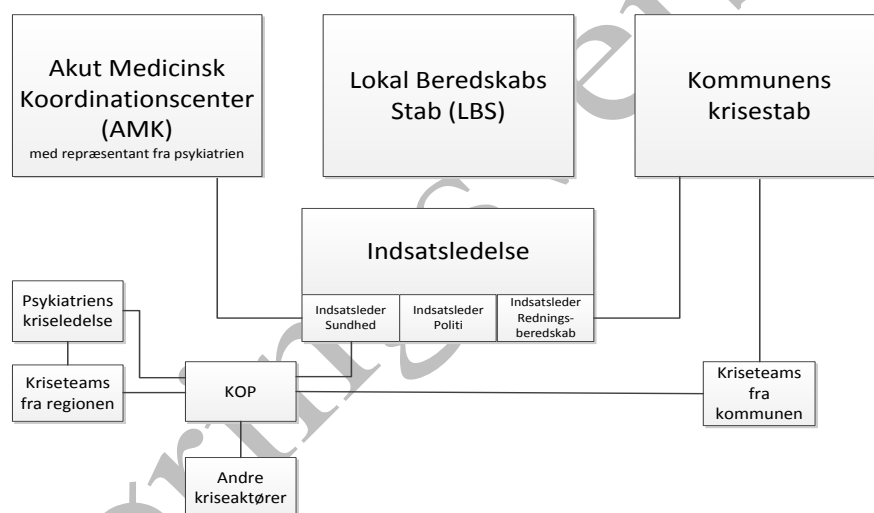 Akut Medicinsk
Koordinationscenter
(AMK)
med repræsentant fra psykiatrien
Lokal Beredskabs
Stab (LBS)
Kommunens
krisestab
Indsatsledelse
Indsatsleder
Sundhed
Indsatsleder
Politi
Indsatsleder
Rednings-
beredskab
Psykiatriens
kriseledelse
Kriseteams
fra regionen
KOP
Kriseteams
fra
kommunen
Andre
kriseaktører